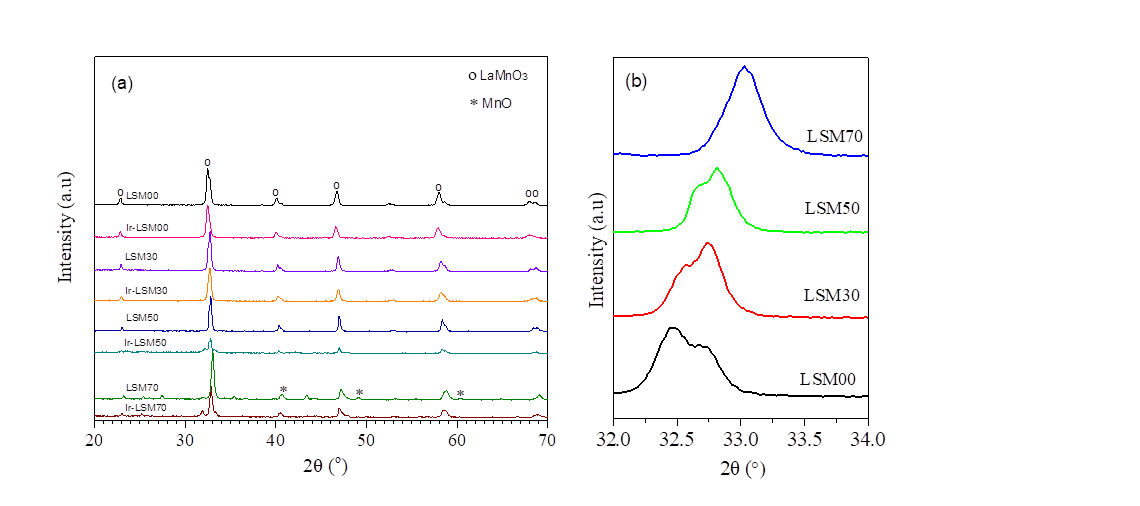 (a)
o LaMnO3
* MnO
o o o o o oo
LSM00
Ir-LSM00
LSM30
Ir-LSM30
LSM50
Ir-LSM50
LSM70
* * *
Ir-LSM70
Intensity (a.u)
20 30 40 50 60 70
2θ (°)
(b)
LSM70
LSM50
LSM30
LSM00
Intensity (a.u)
32.0 32.5 33.0 33.5 34.0
2θ (°)